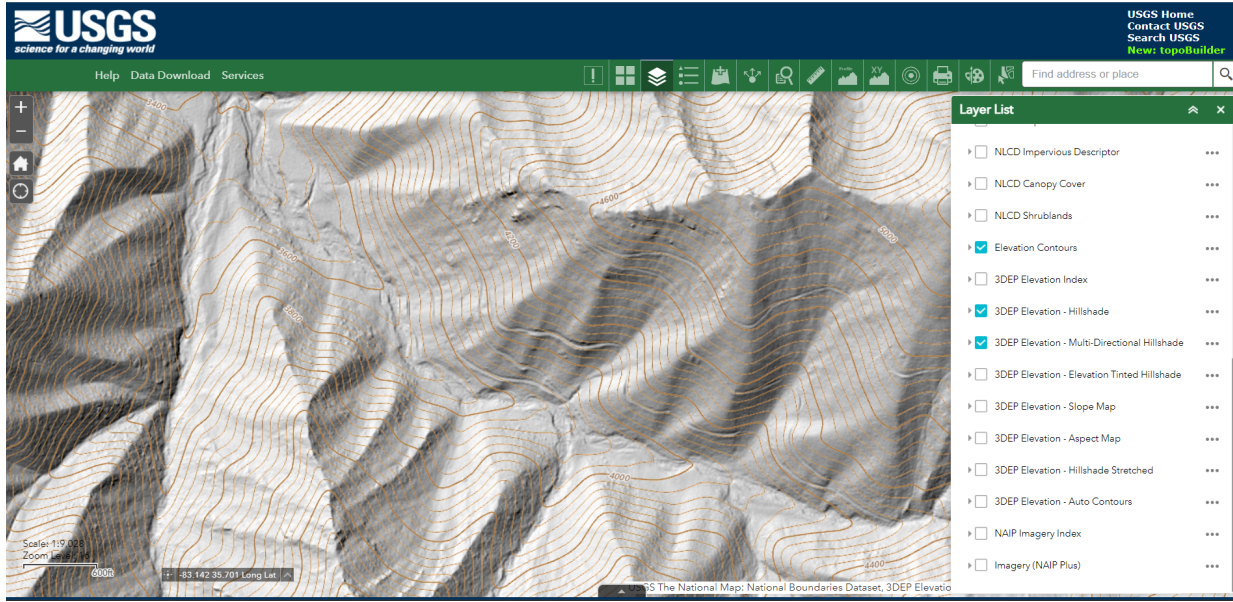 USGS
science for a changing world
USGS Home
Contact USGS
Search USGS
New: topoBuilder
Help Data Download Services
Profile
XY
Find address or place
+
−
Layer List
NLCD Impervious Descriptor
NLCD Canopy Cover
NLCD Shrublands
Elevation Contours
3DEP Elevation Index
3DEP Elevation - Hillshade
3DEP Elevation - Multi-Directional Hillshade
3DEP Elevation - Elevation Tinted Hillshade
3DEP Elevation - Slope Map
3DEP Elevation - Aspect Map
3DEP Elevation - Hillshade Stretched
3DEP Elevation - Auto Contours
NAIP Imagery Index
Imagery (NAIP Plus)
3400
4600
4200
5000
3600
4000
4400
Scale: 1:9,028
Zoom Level: 16
600ft
-83.142 35.701 Long Lat
USGS The National Map: National Boundaries Dataset, 3DEP Elevatio